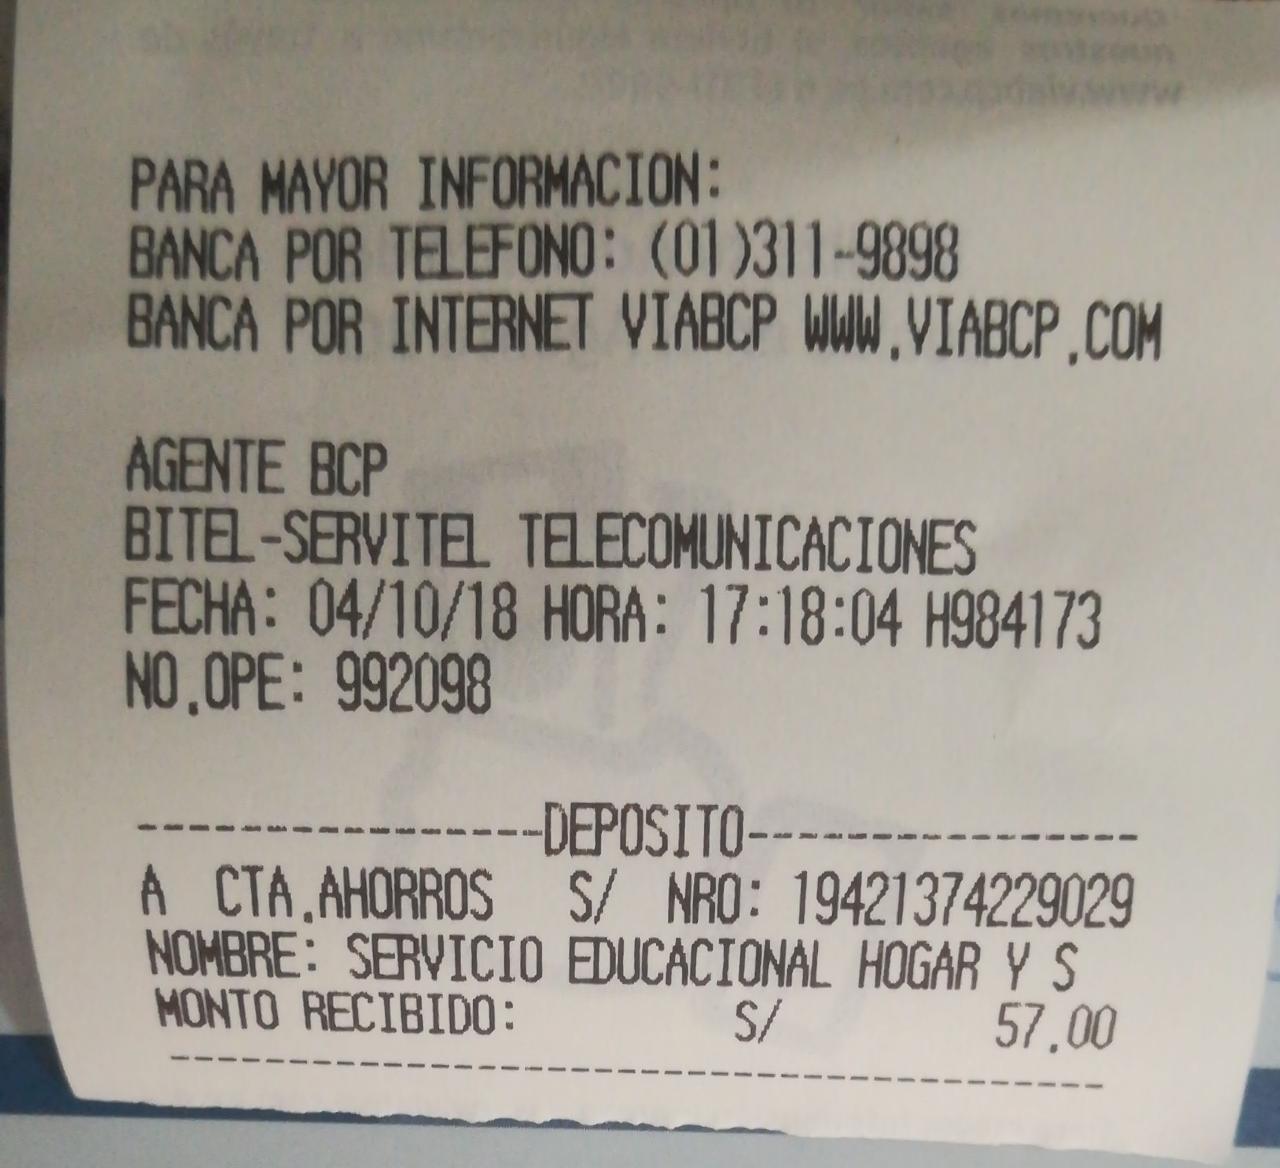 PARA MAYOR INFORMACION:
BANCA POR TELEFONO: (01)311-9898
BANCA POR INTERNET VIABCP WWW.VIABCP.COM
AGENTE BCP
BITEL-SERVITEL TELECOMUNICACIONES
FECHA: 04/10/18 HORA: 17:18:04 H984173
NO.OPE: 992098
----------------DEPOSITO----------------
A CTA.AHORROS S/ NRO: 19421374229029
NOMBRE: SERVICIO EDUCACIONAL HOGAR Y S
MONTO RECIBIDO: S/ 57.00